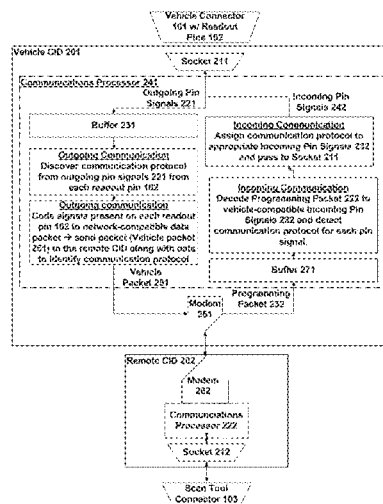 Vehicle Connector
101 w/ Readout
Pins 102
Vehicle CID 201
Socket 211
Communications Processor 241
Outgoing Pin
Signals 221
Incoming Pin
Signals 242
Buffer 231
Outgoing Communication
Discover communication protocol
from outgoing pin signals 221 from
each readout pin 102
Outgoing communication
Code signals present on each readout
pin 102 to network-compatible data
packet → send packet (Vehicle packet
251) to the remote CID along with data
to identify communication protocol
Vehicle
Packet 251
Incoming Communication
Assign communication protocol to
appropriate Incoming Pin Signals 232
and pass to Socket 211
Incoming Communication
Decode Programming Packet 222 to
vehicle-compatible Incoming Pin
Signals 232 and detect
communication protocol for each pin
signal.
Buffer 271
Modem
261
Programming
Packet 232
Remote CID 202
Modem
262
Communications
Processor 222
Socket 212
Scan Tool
Connector 103